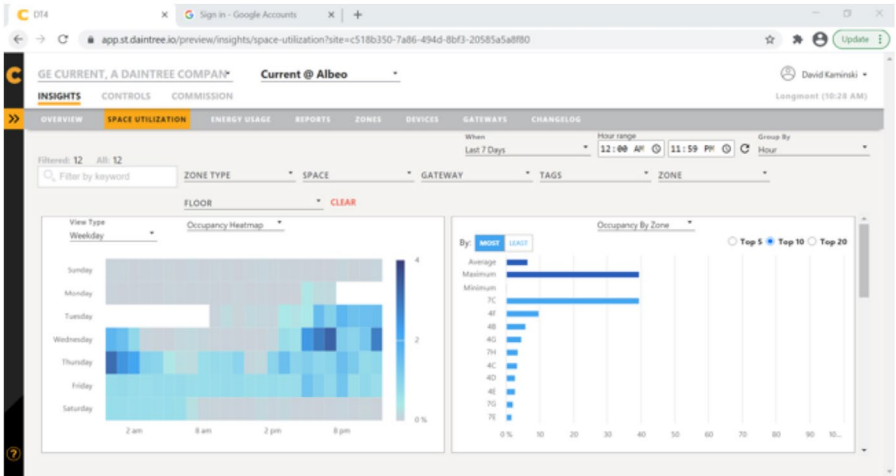 DT4
Sign in - Google Accounts
app.st.daintree.io/preview/insights/space-utilization?site=c518b350-7a86-494d-8bf3-20585a5a8f80
Update
GE CURRENT, A DAINTREE COMPAN
Current @ Albeo
David Kaminski
INSIGHTS CONTROLS COMMISSION
Longmont (10:28 AM)
OVERVIEW SPACE UTILIZATION ENERGY USAGE REPORTS ZONES DEVICES GATEWAYS CHANGELOG
When Hour range Group By
Last 7 Days 12:00 AM 11:59 PM Hour
Filtered: 12 All: 12
Filter by keyword ZONE TYPE SPACE GATEWAY TAGS ZONE
FLOOR CLEAR
View Type
Weekday
Occupancy Heatmap
Sunday
Monday
Tuesday
Wednesday
Thursday
Friday
Saturday
2 am 8 am 2 pm 8 pm
4
2
0 %
Occupancy By Zone
By: MOST LEAST
Top 5 Top 10 Top 20
Average
Maximum
Minimum
7C
4F
4B
4G
7H
4C
4D
4E
7G
7E
0 % 10 20 30 40 50 60 70 80 90 10...